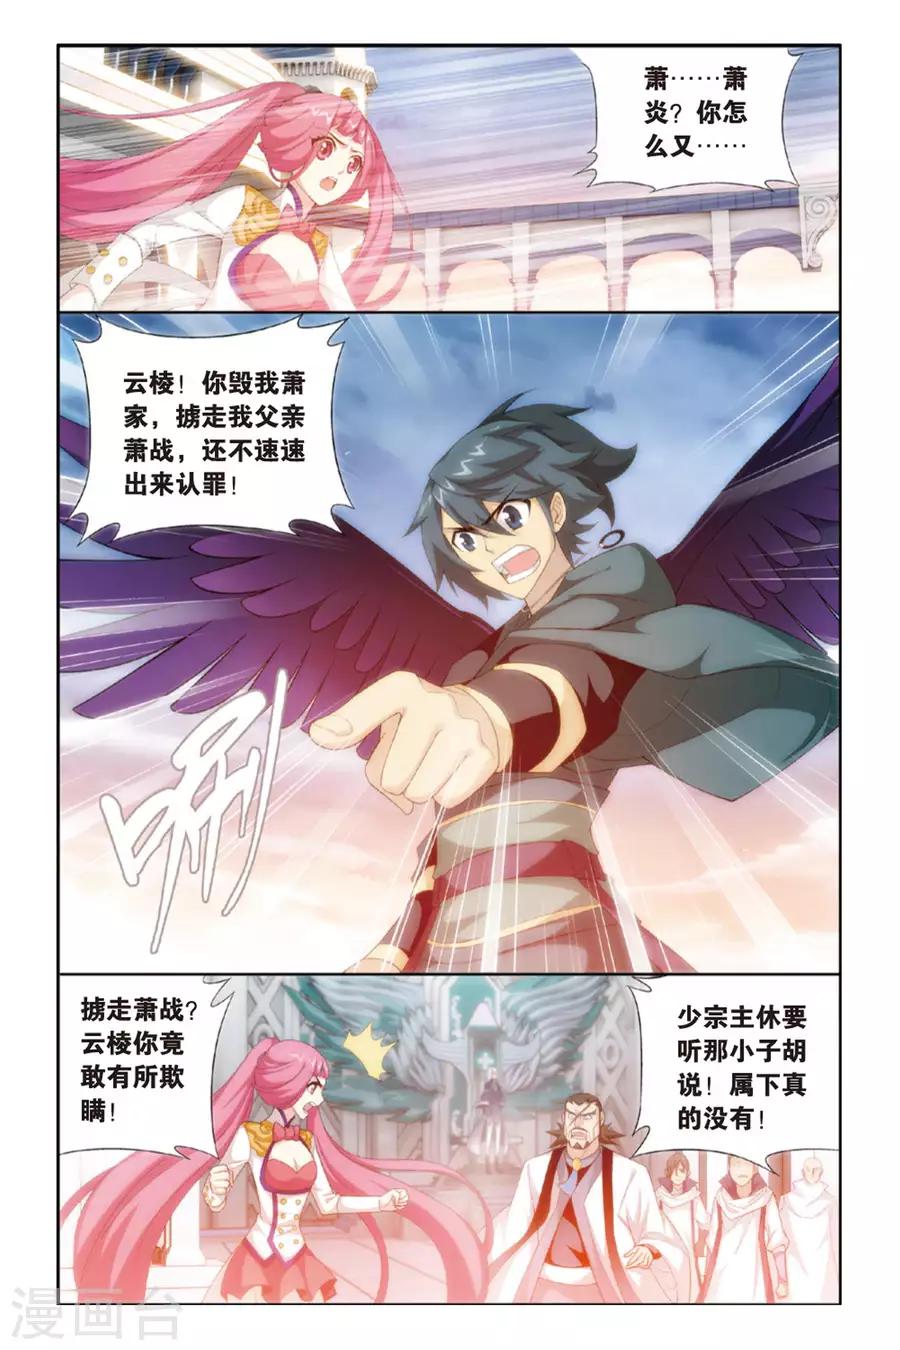 萧……萧
炎？你怎
么又……
云棱！你毁我萧
家，掳走我父亲
萧战，还不速速
出来认罪！
唰
掳走萧战？
云棱你竟
敢有所欺
瞒！
少宗主休要
听那小子胡
说！属下真
的没有！
漫画台